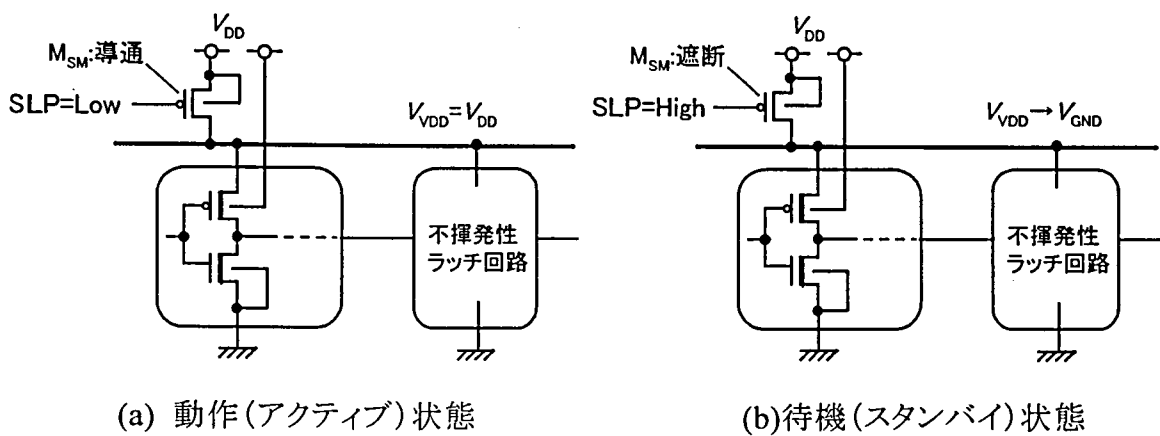 V_DD
M_SM:導通
SLP=Low
V_VDD=V_DD
不揮発性
ラッチ回路
(a) 動作(アクティブ)状態
V_DD
M_SM:遮断
SLP=High
V_VDD→V_GND
不揮発性
ラッチ回路
(b)待機(スタンバイ)状態